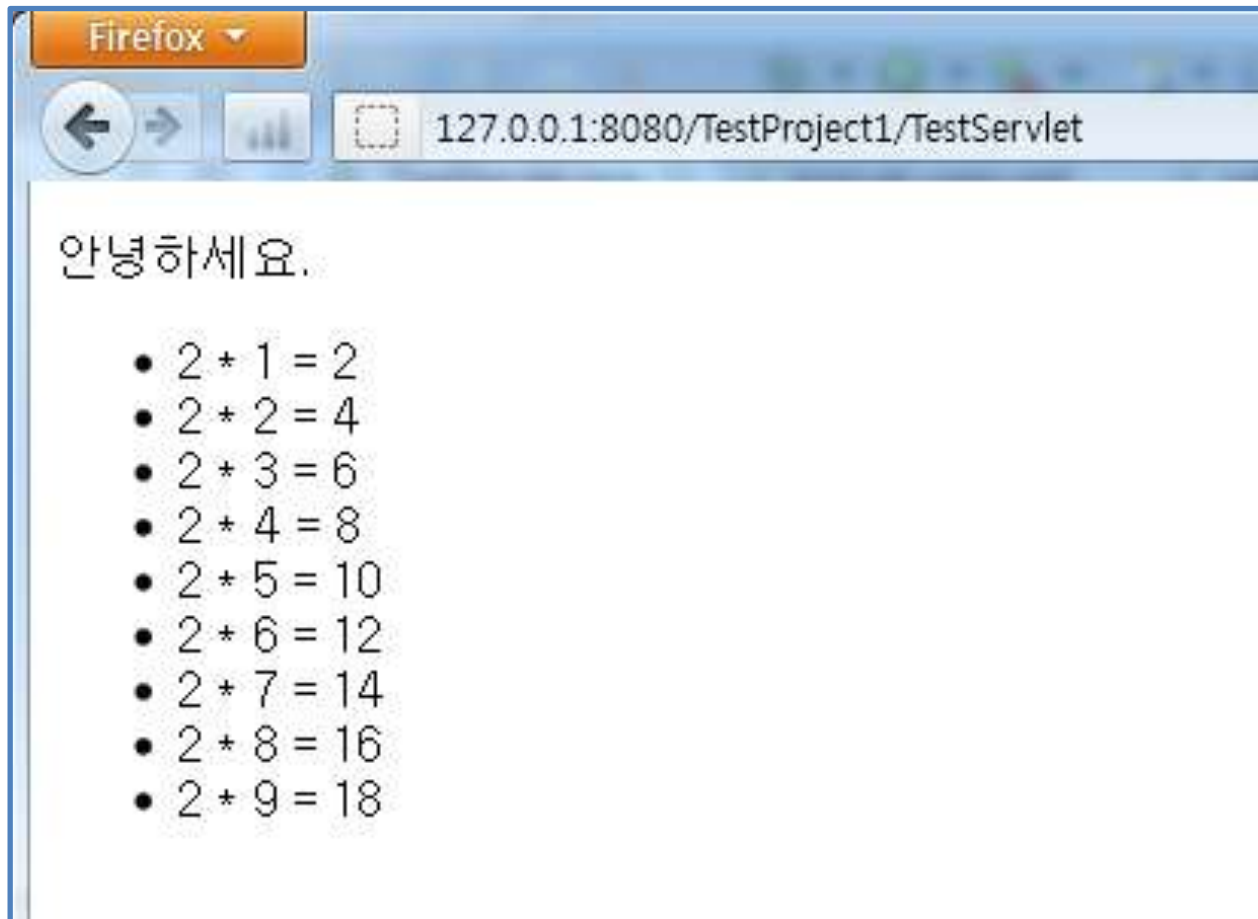 Firefox
127.0.0.1:8080/TestProject1/TestServlet
안녕하세요.
• 2 * 1 = 2
• 2 * 2 = 4
• 2 * 3 = 6
• 2 * 4 = 8
• 2 * 5 = 10
• 2 * 6 = 12
• 2 * 7 = 14
• 2 * 8 = 16
• 2 * 9 = 18